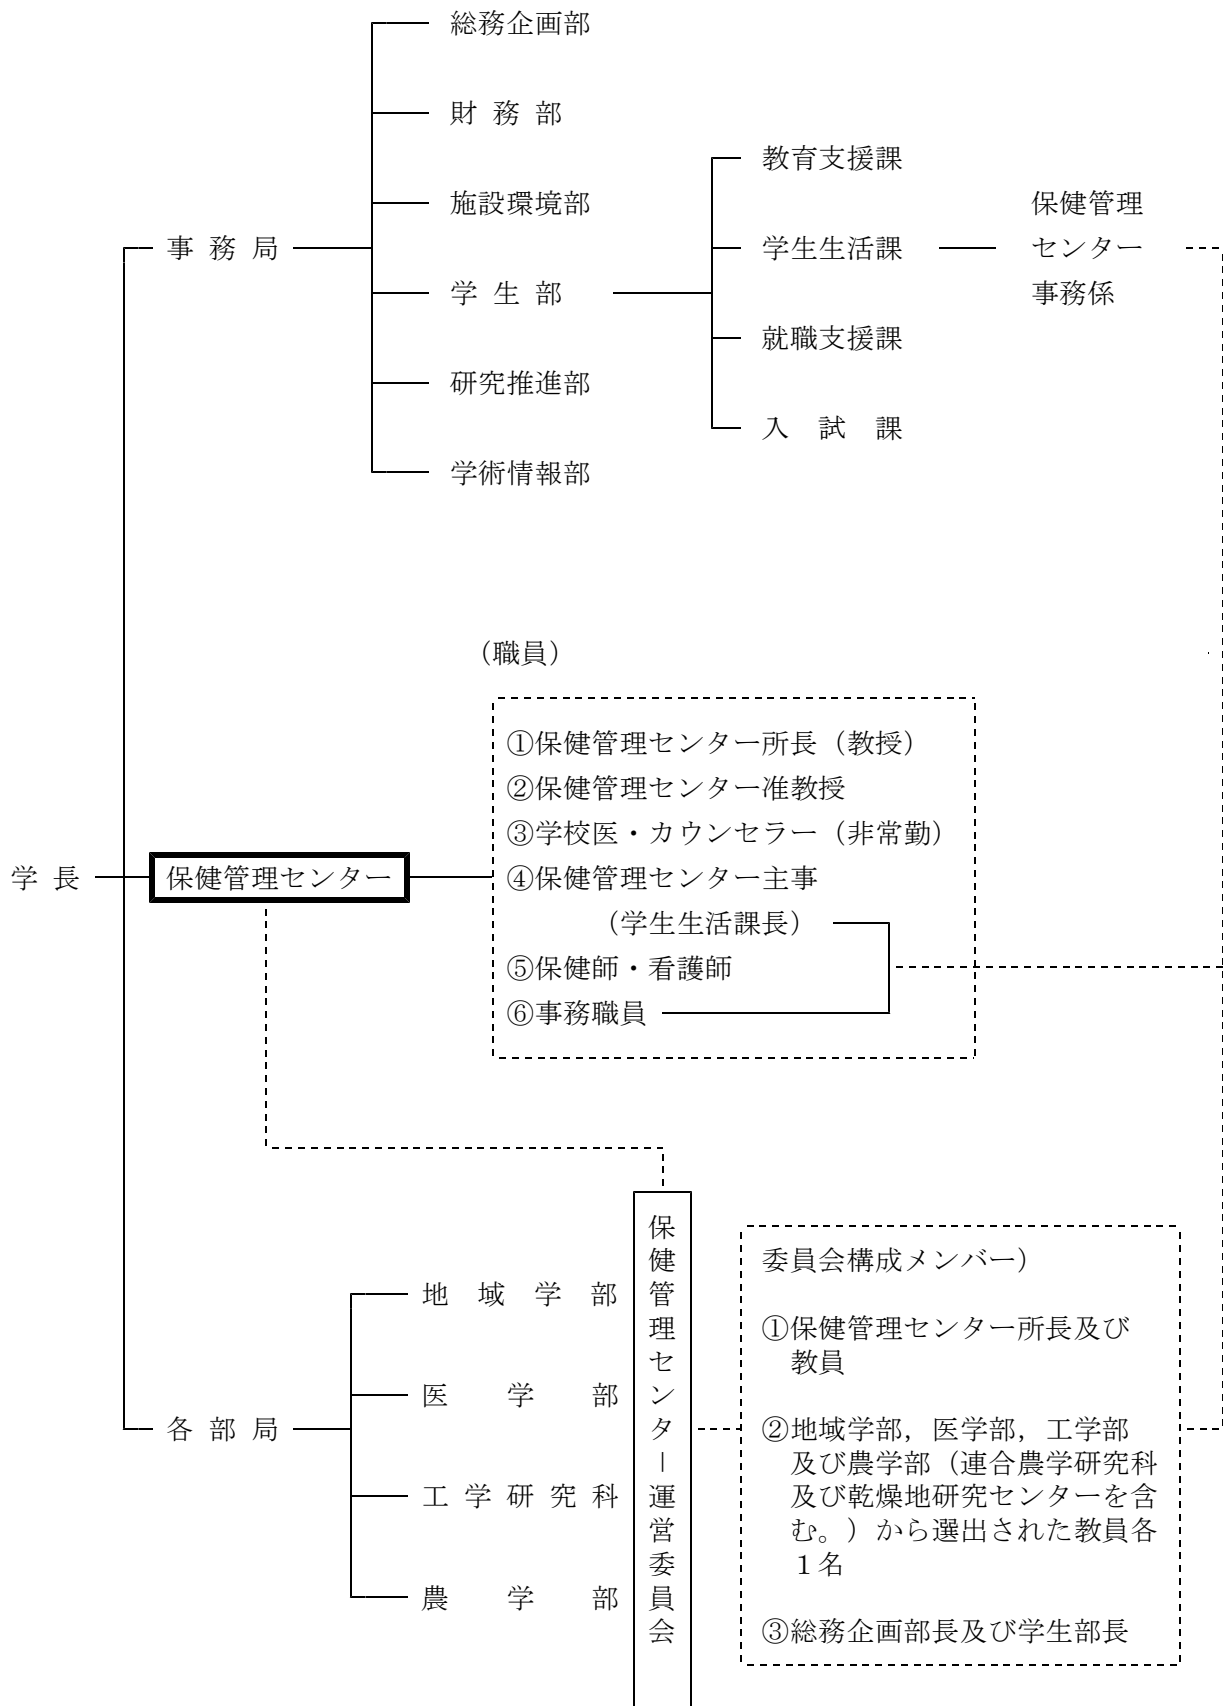 総務企画部
財務部
教育支援課
施設環境部
保健管理
事務局
学生生活課
センター
学生部
事務係
就職支援課
研究推進部
入試課
学術情報部
（職員）
①保健管理センター所長（教授）
②保健管理センター准教授
③学校医・カウンセラー（非常勤）
学長
保健管理センター
④保健管理センター主事
（学生生活課長）
⑤保健師・看護師
⑥事務職員
保健管理センター運営委員会
委員会構成メンバー）
地域学部
①保健管理センター所長及び
教員
医学部
各部局
②地域学部，医学部，工学部
及び農学部（連合農学研究科
及び乾燥地研究センターを含
む。）から選出された教員各
１名
工学研究科
農学部
③総務企画部長及び学生部長